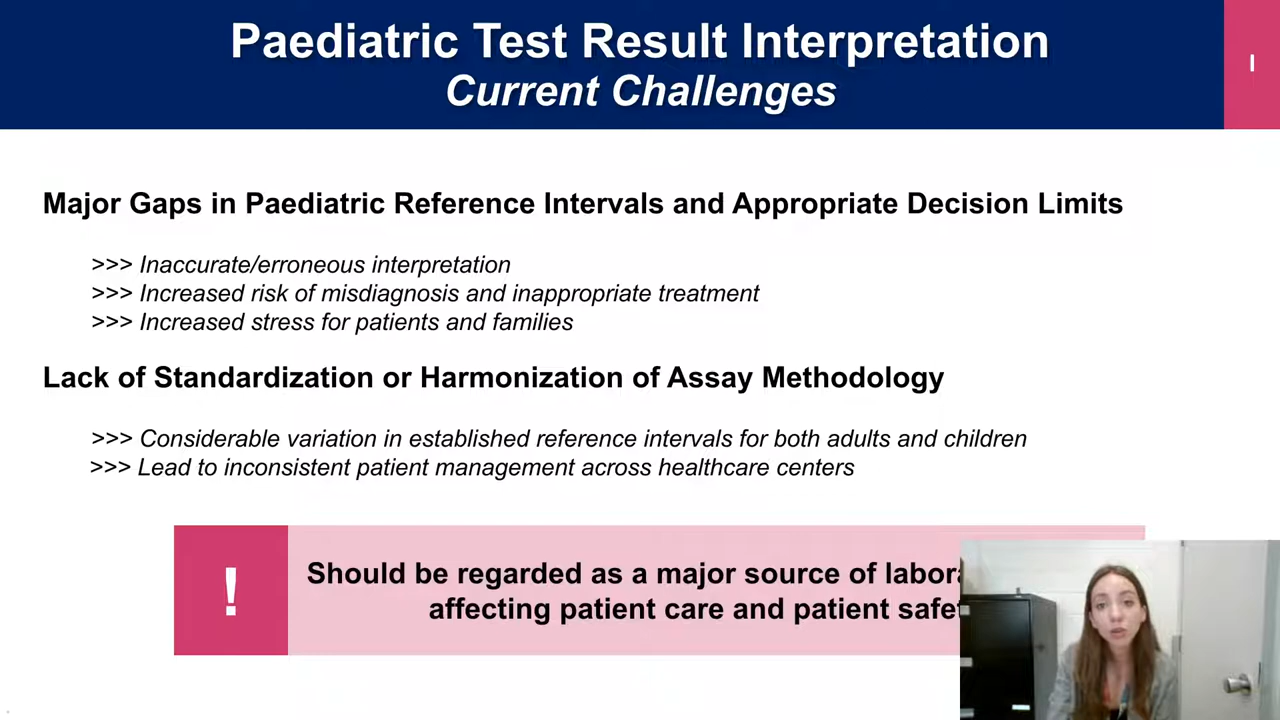 Paediatric Test Result Interpretation
Current Challenges
I
Major Gaps in Paediatric Reference Intervals and Appropriate Decision Limits
>>> Inaccurate/erroneous interpretation
>>> Increased risk of misdiagnosis and inappropriate treatment
>>> Increased stress for patients and families
Lack of Standardization or Harmonization of Assay Methodology
>>> Considerable variation in established reference intervals for both adults and children
>>> Lead to inconsistent patient management across healthcare centers
!
Should be regarded as a major source of
affecting patient care and patient